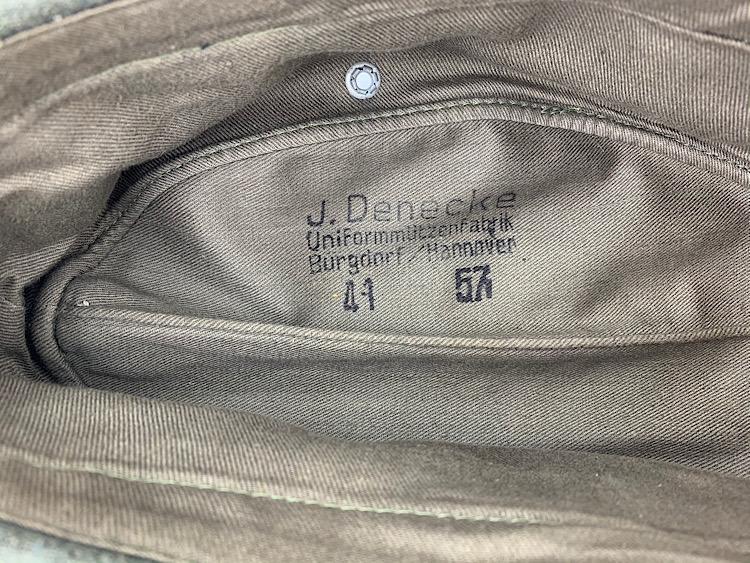 J. Denecke
Uniformmützenfabrik
Burgdorf/Hannover
41 57